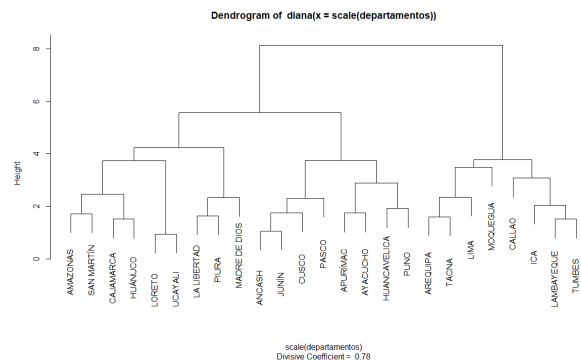 Dendrogram of diana(x = scale(departamentos))
Height
8
6
4
2
0
AMAZONAS
SAN MARTÍN
CAJAMARCA
HUÁNUCO
LORETO
UCAYALI
LA LIBERTAD
PIURA
MADRE DE DIOS
ANCASH
JUNÍN
CUSCO
PASCO
APURÍMAC
AYACUCHO
HUANCAVELICA
PUNO
AREQUIPA
TACNA
LIMA
MOQUEGUA
CALLAO
ICA
LAMBAYEQUE
TUMBES
scale(departamentos)
Divisive Coefficient = 0.78